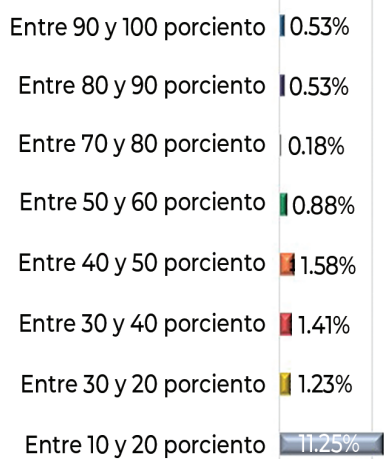 Entre 90 y 100 porciento 0.53%
Entre 80 y 90 porciento 0.53%
Entre 70 y 80 porciento 0.18%
Entre 50 y 60 porciento 0.88%
Entre 40 y 50 porciento 1.58%
Entre 30 y 40 porciento 1.41%
Entre 30 y 20 porciento 1.23%
Entre 10 y 20 porciento 11.25%